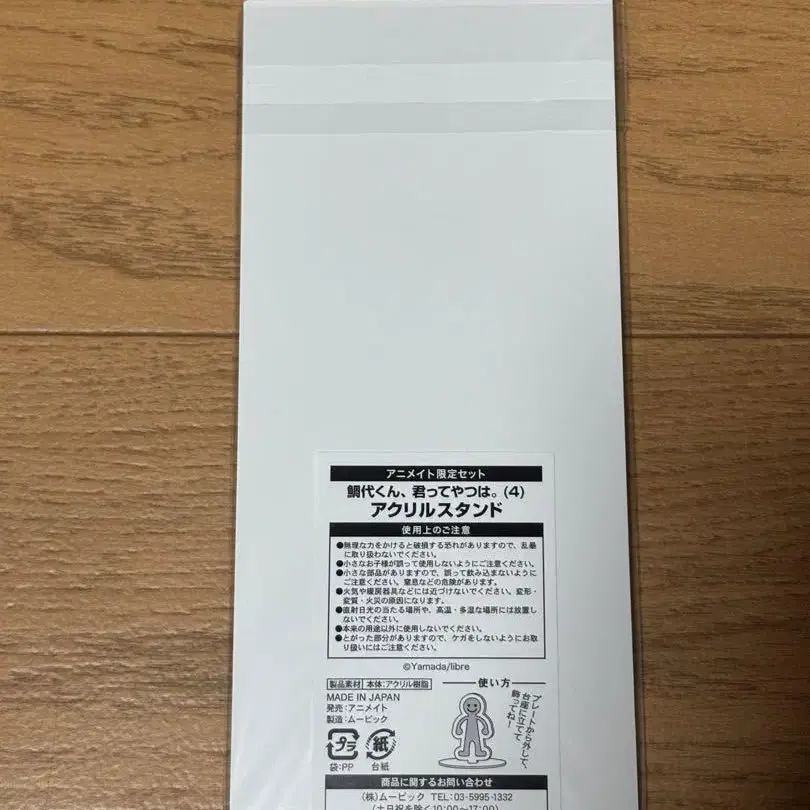 アニメイト限定セット
鯛代くん、君ってやつは。(4)
アクリルスタンド
使用上のご注意
●無理な力をかけると破損する恐れがありますので、乱暴
に取り扱わないでください。
●小さなお子様が誤って使用しないようにご注意ください。
●小さな部品がありますので、誤って飲み込まないように
ご注意ください。窒息などの危険があります。
●火気や暖房器具などには近づけないでください。変形・
変質・火災の原因になります。
●直射日光の当たる場所や、高温・多湿な場所には放置し
ないでください。
●本来の用途以外に使用しないでください。
●とがった部分がありますので、ケガをしないようにお取
り扱いにはご注意ください。
©Yamada/libre
製品素材 本体:アクリル樹脂
MADE IN JAPAN
発売:アニメイト
製造:ムービック
プラ 紙
袋:PP 台紙
使い方
プレートから外して、
台座に立てて
飾ってね!
商品に関するお問い合わせ
(株)ムービック TEL:03-5995-1332
(土日祝を除く10:00〜17:00)